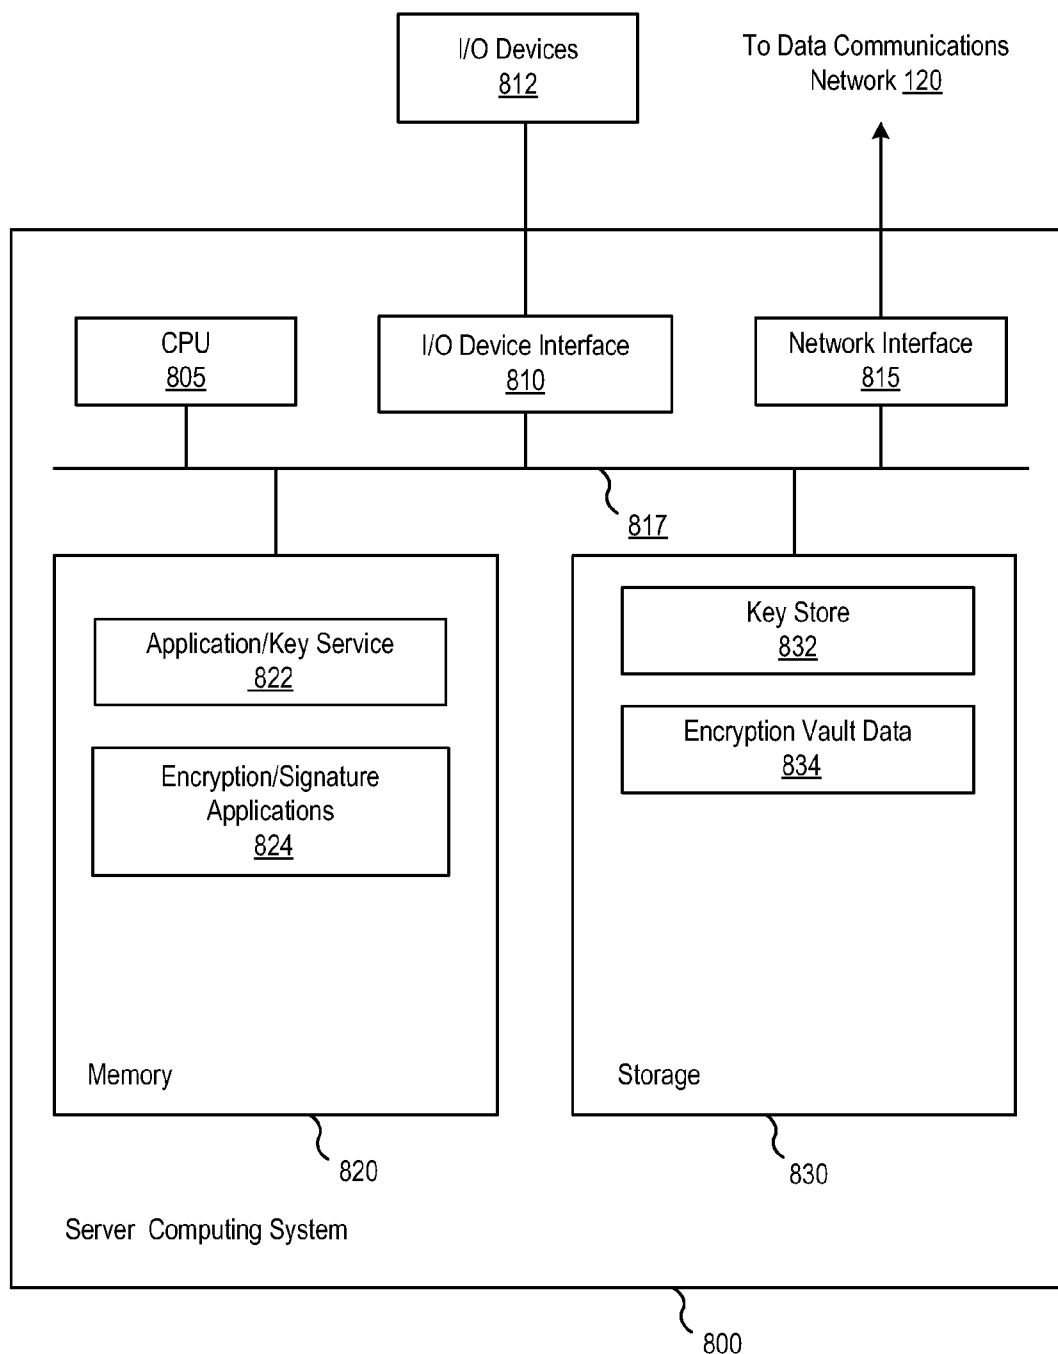 I/O Devices
812
To Data Communications
Network 120
CPU
805
I/O Device Interface
810
Network Interface
815
817
Application/Key Service
822
Encryption/Signature
Applications
824
Memory
820
Key Store
832
Encryption Vault Data
834
Storage
830
Server Computing System
800